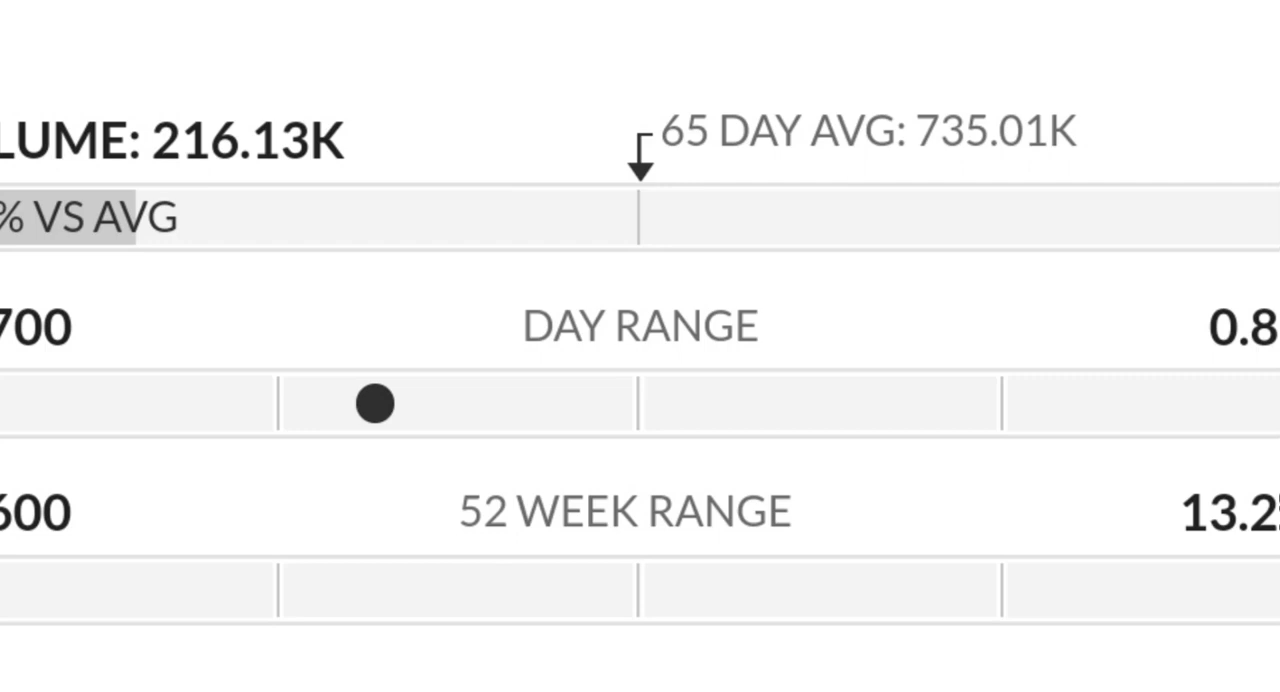 LUME: 216.13K
65 DAY AVG: 735.01K
% VS AVG
700
DAY RANGE
0.8
600
52 WEEK RANGE
13.2